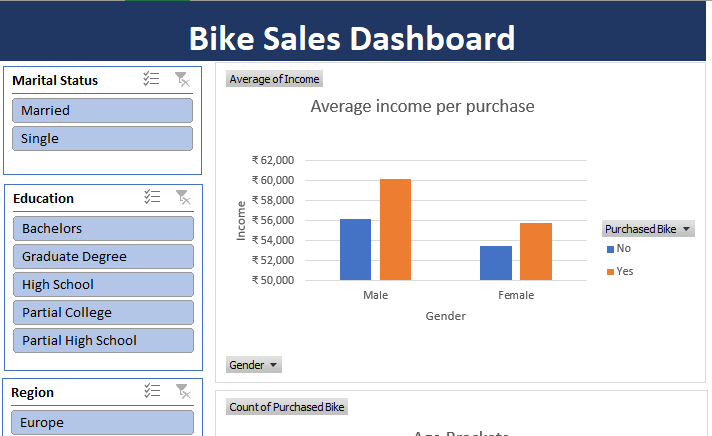 Bike Sales Dashboard
Marital Status
Married
Single
Education
Bachelors
Graduate Degree
High School
Partial College
Partial High School
Region
Europe
Average of Income
Average income per purchase
₹ 62,000
₹ 60,000
₹ 58,000
₹ 56,000
₹ 54,000
₹ 52,000
₹ 50,000
Income
Male
Female
Gender
Purchased Bike
No
Yes
Gender
Count of Purchased Bike
Age Brackets